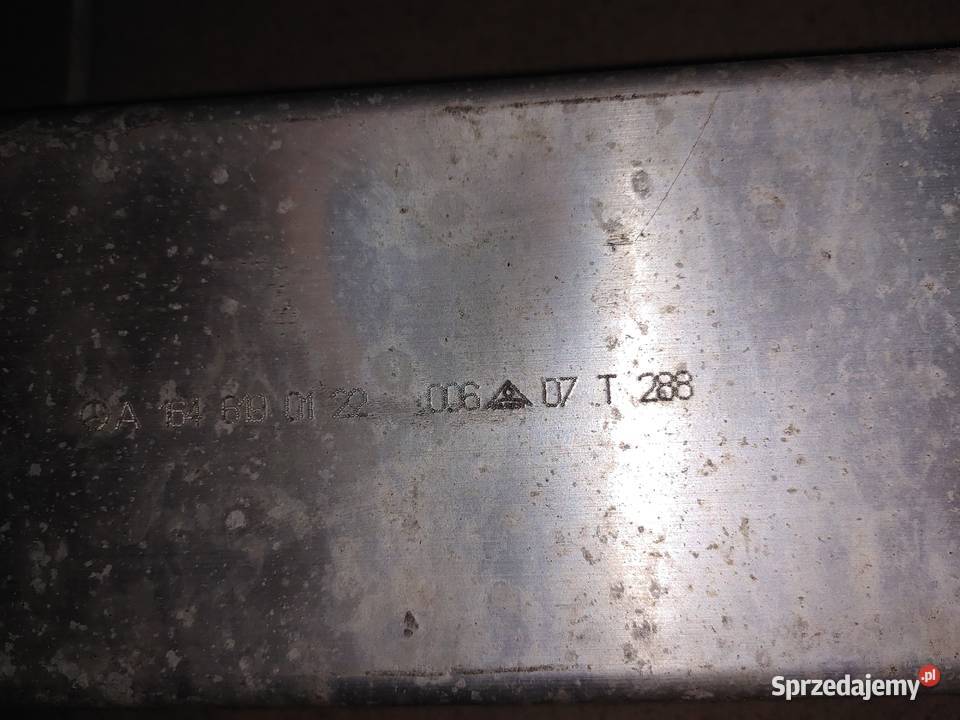 A 164 619 01 22 006 07 T 288
Sprzedajemy.pl